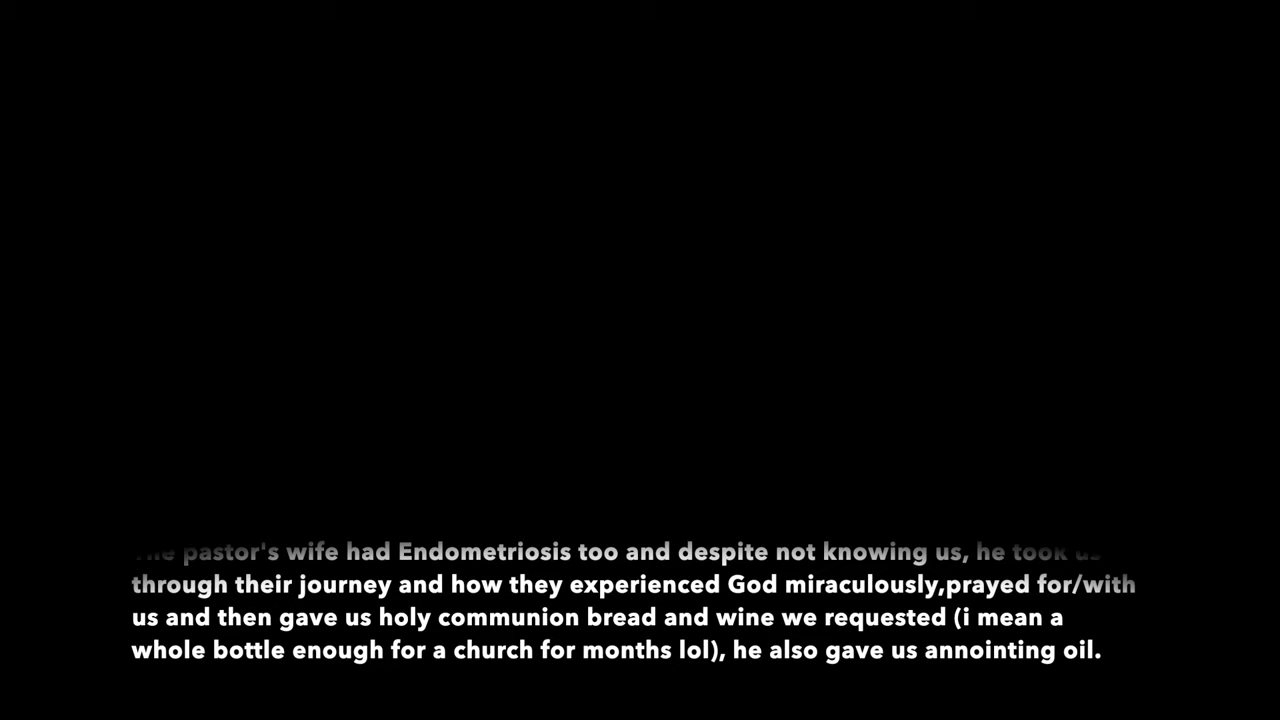 The pastor's wife had Endometriosis too and despite not knowing us, he took us
through their journey and how they experienced God miraculously,prayed for/with
us and then gave us holy communion bread and wine we requested (i mean a
whole bottle enough for a church for months lol), he also gave us annointing oil.